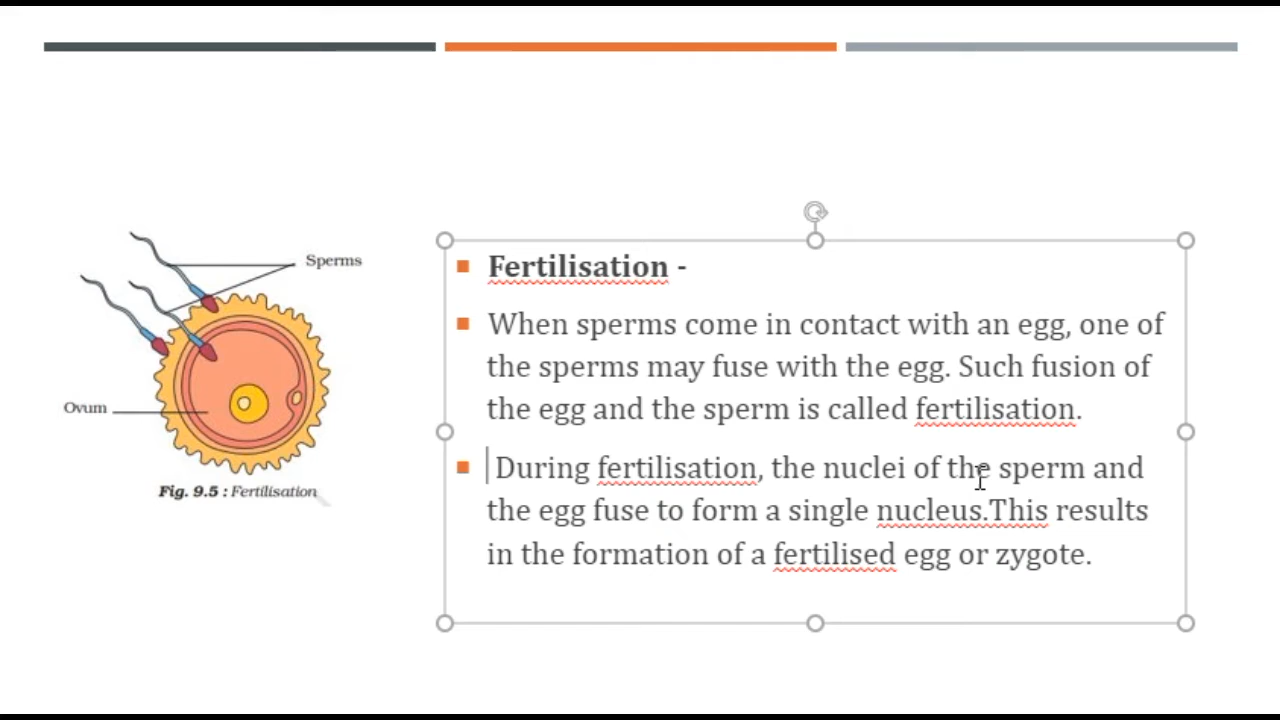 Sperms
Ovum
Fig. 9.5 : Fertilisation
Fertilisation -
When sperms come in contact with an egg, one of
the sperms may fuse with the egg. Such fusion of
the egg and the sperm is called fertilisation.
During fertilisation, the nuclei of the sperm and
the egg fuse to form a single nucleus.This results
in the formation of a fertilised egg or zygote.